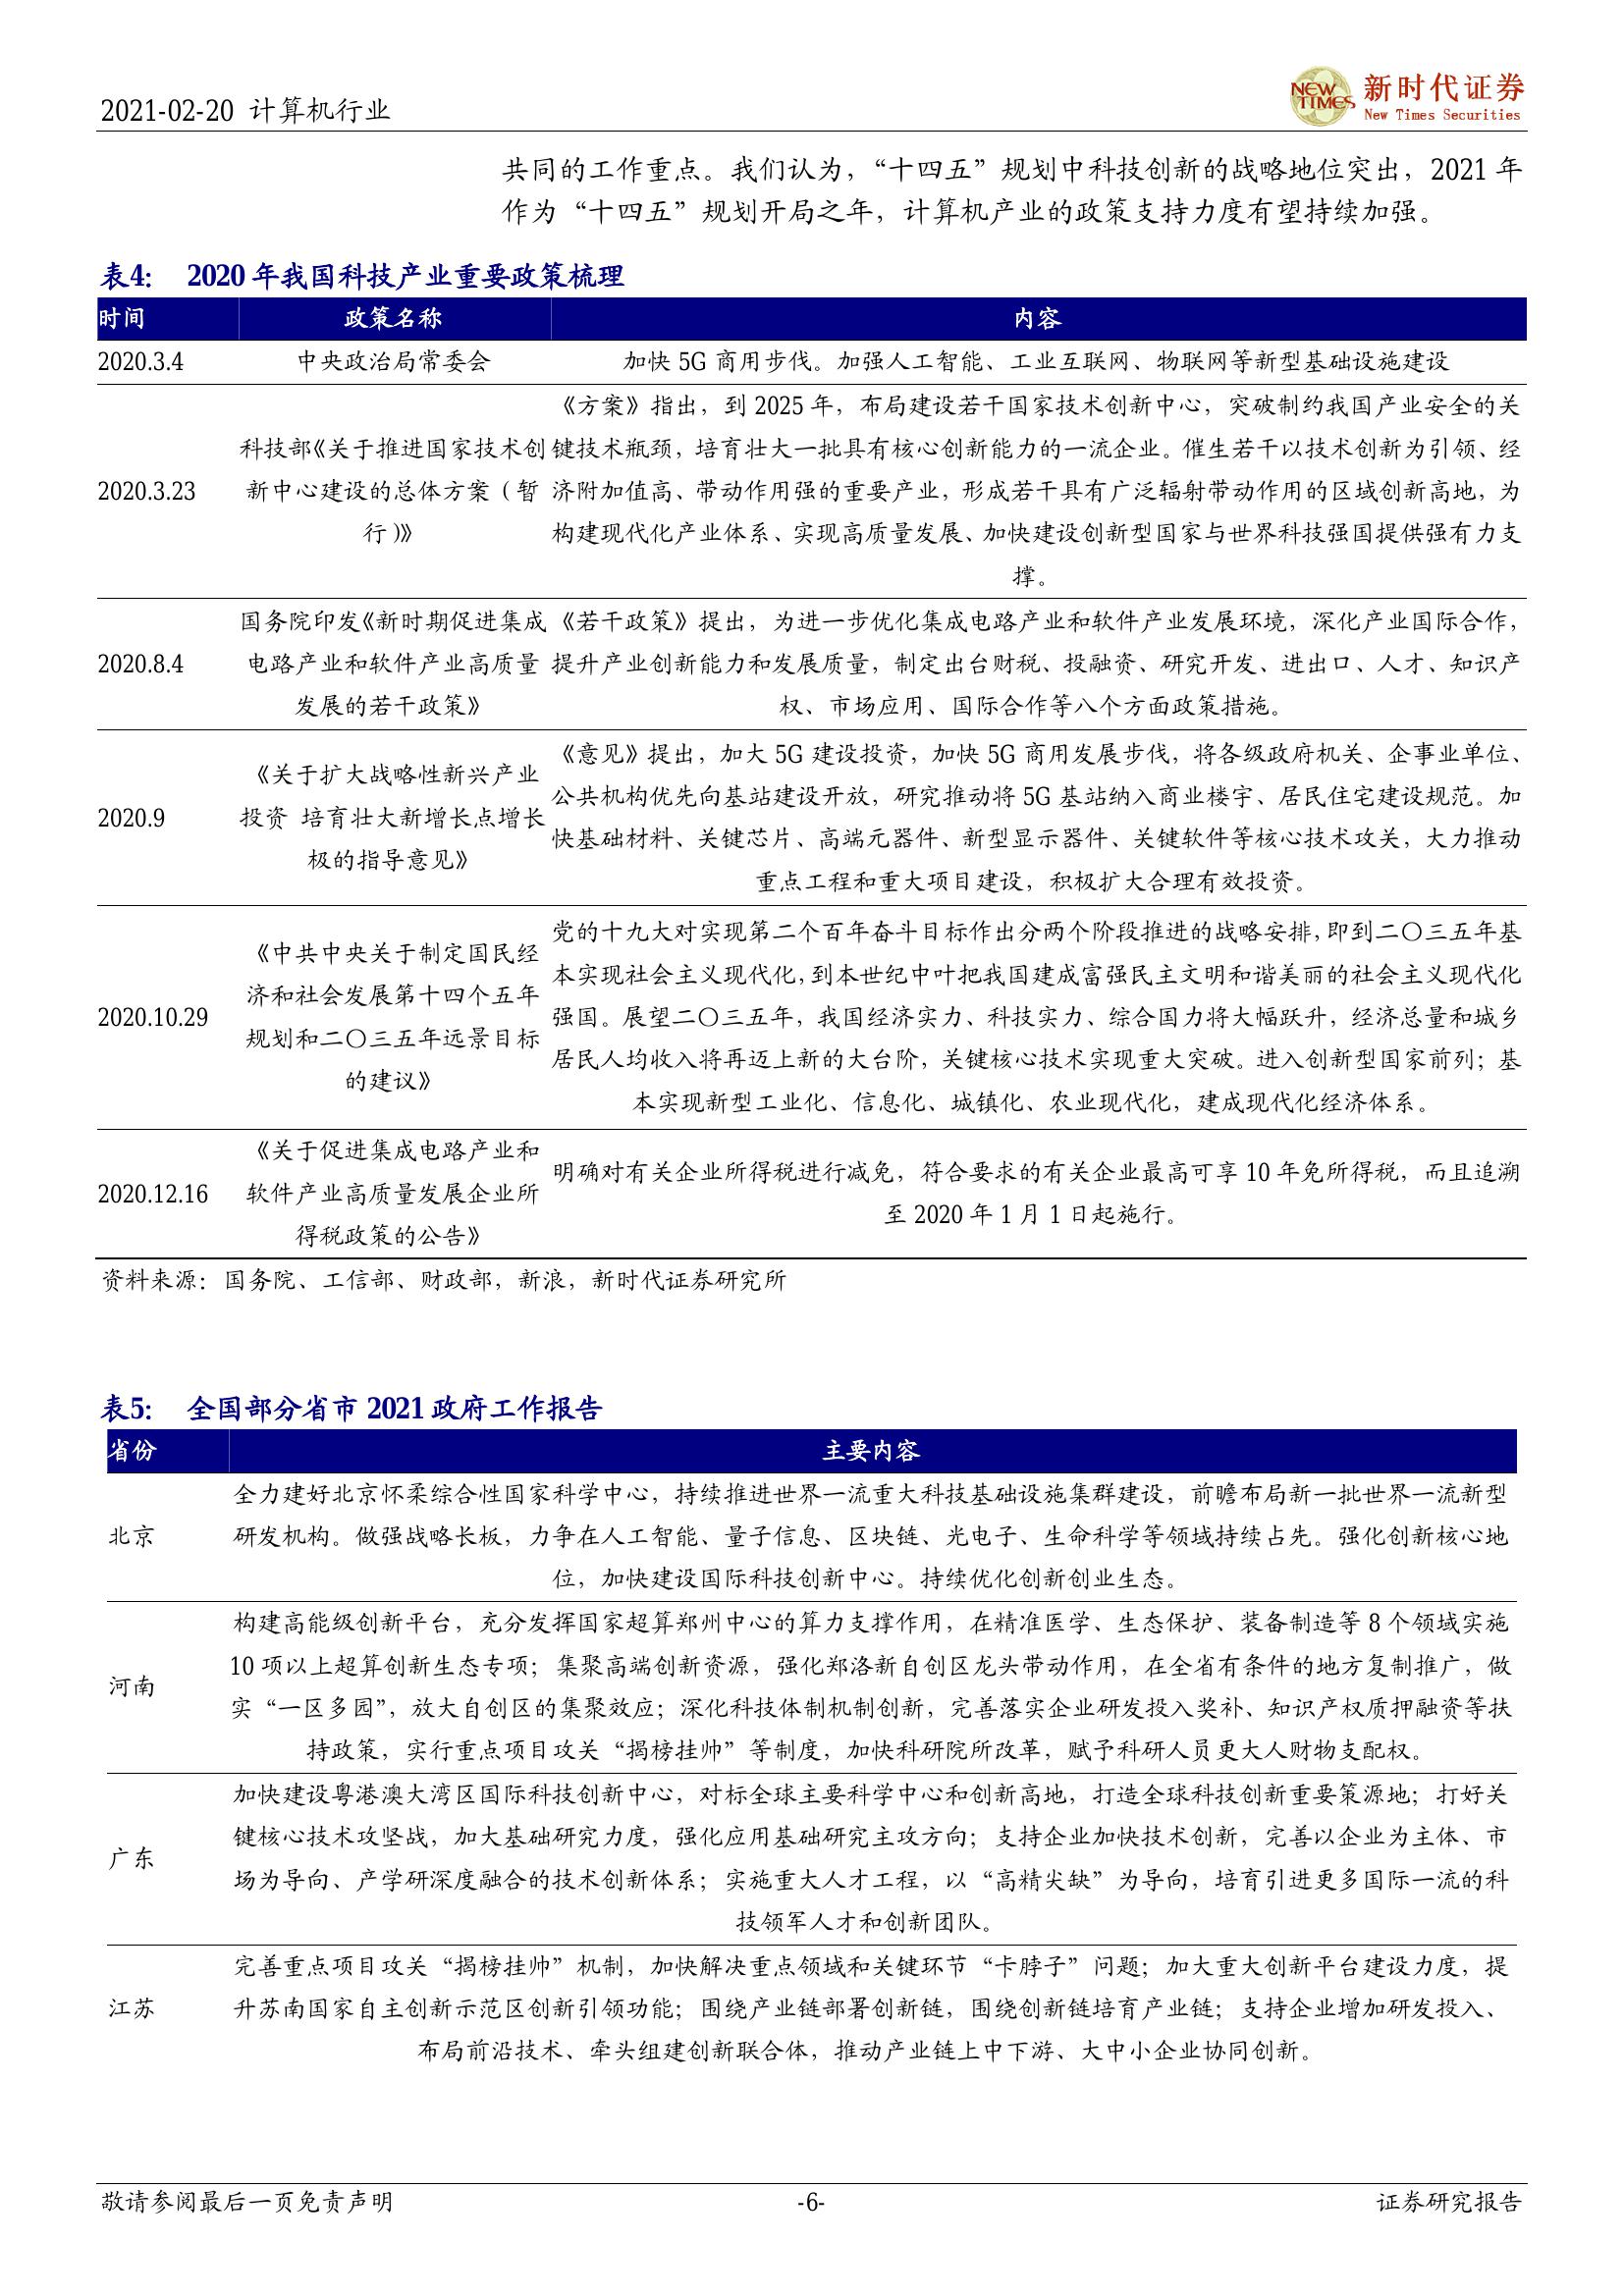 2021-02-20 计算机行业
NEW TIMES
新时代证券
New Times Securities
共同的工作重点。我们认为，“十四五”规划中科技创新的战略地位突出，2021 年
作为“十四五”规划开局之年，计算机产业的政策支持力度有望持续加强。
表4： 2020 年我国科技产业重要政策梳理
时间 政策名称 内容
2020.3.4 中央政治局常委会 加快 5G 商用步伐。加强人工智能、工业互联网、物联网等新型基础设施建设
2020.3.23
科技部《关于推进国家技术创
新中心建设的总体方案（暂
行）》
《方案》指出，到 2025 年，布局建设若干国家技术创新中心，突破制约我国产业安全的关
键技术瓶颈，培育壮大一批具有核心创新能力的一流企业。催生若干以技术创新为引领、经
济附加值高、带动作用强的重要产业，形成若干具有广泛辐射带动作用的区域创新高地，为
构建现代化产业体系、实现高质量发展、加快建设创新型国家与世界科技强国提供强有力支
撑。
2020.8.4
国务院印发《新时期促进集成
电路产业和软件产业高质量
发展的若干政策》
《若干政策》提出，为进一步优化集成电路产业和软件产业发展环境，深化产业国际合作，
提升产业创新能力和发展质量，制定出台财税、投融资、研究开发、进出口、人才、知识产
权、市场应用、国际合作等八个方面政策措施。
2020.9
《关于扩大战略性新兴产业
投资 培育壮大新增长点增长
极的指导意见》
《意见》提出，加大 5G 建设投资，加快 5G 商用发展步伐，将各级政府机关、企事业单位、
公共机构优先向基站建设开放，研究推动将 5G 基站纳入商业楼宇、居民住宅建设规范。加
快基础材料、关键芯片、高端元器件、新型显示器件、关键软件等核心技术攻关，大力推动
重点工程和重大项目建设，积极扩大合理有效投资。
2020.10.29
《中共中央关于制定国民经
济和社会发展第十四个五年
规划和二〇三五年远景目标
的建议》
党的十九大对实现第二个百年奋斗目标作出分两个阶段推进的战略安排，即到二〇三五年基
本实现社会主义现代化，到本世纪中叶把我国建成富强民主文明和谐美丽的社会主义现代化
强国。展望二〇三五年，我国经济实力、科技实力、综合国力将大幅跃升，经济总量和城乡
居民人均收入将再迈上新的大台阶，关键核心技术实现重大突破。进入创新型国家前列；基
本实现新型工业化、信息化、城镇化、农业现代化，建成现代化经济体系。
2020.12.16
《关于促进集成电路产业和
软件产业高质量发展企业所
得税政策的公告》
明确对有关企业所得税进行减免，符合要求的有关企业最高可享 10 年免所得税，而且追溯
至 2020 年 1 月 1 日起施行。
资料来源：国务院、工信部、财政部，新浪，新时代证券研究所
表5： 全国部分省市 2021 政府工作报告
省份 主要内容
北京
全力建好北京怀柔综合性国家科学中心，持续推进世界一流重大科技基础设施集群建设，前瞻布局新一批世界一流新型
研发机构。做强战略长板，力争在人工智能、量子信息、区块链、光电子、生命科学等领域持续占先。强化创新核心地
位，加快建设国际科技创新中心。持续优化创新创业生态。
河南
构建高能级创新平台，充分发挥国家超算郑州中心的算力支撑作用，在精准医学、生态保护、装备制造等 8 个领域实施
10 项以上超算创新生态专项；集聚高端创新资源，强化郑洛新自创区龙头带动作用，在全省有条件的地方复制推广，做
实“一区多园”，放大自创区的集聚效应；深化科技体制机制创新，完善落实企业研发投入奖补、知识产权质押融资等扶
持政策，实行重点项目攻关“揭榜挂帅”等制度，加快科研院所改革，赋予科研人员更大人财物支配权。
广东
加快建设粤港澳大湾区国际科技创新中心，对标全球主要科学中心和创新高地，打造全球科技创新重要策源地；打好关
键核心技术攻坚战，加大基础研究力度，强化应用基础研究主攻方向；支持企业加快技术创新，完善以企业为主体、市
场为导向、产学研深度融合的技术创新体系；实施重大人才工程，以“高精尖缺”为导向，培育引进更多国际一流的科
技领军人才和创新团队。
江苏
完善重点项目攻关“揭榜挂帅”机制，加快解决重点领域和关键环节“卡脖子”问题；加大重大创新平台建设力度，提
升苏南国家自主创新示范区创新引领功能；围绕产业链部署创新链，围绕创新链培育产业链；支持企业增加研发投入、
布局前沿技术、牵头组建创新联合体，推动产业链上中下游、大中小企业协同创新。
敬请参阅最后一页免责声明 -6- 证券研究报告